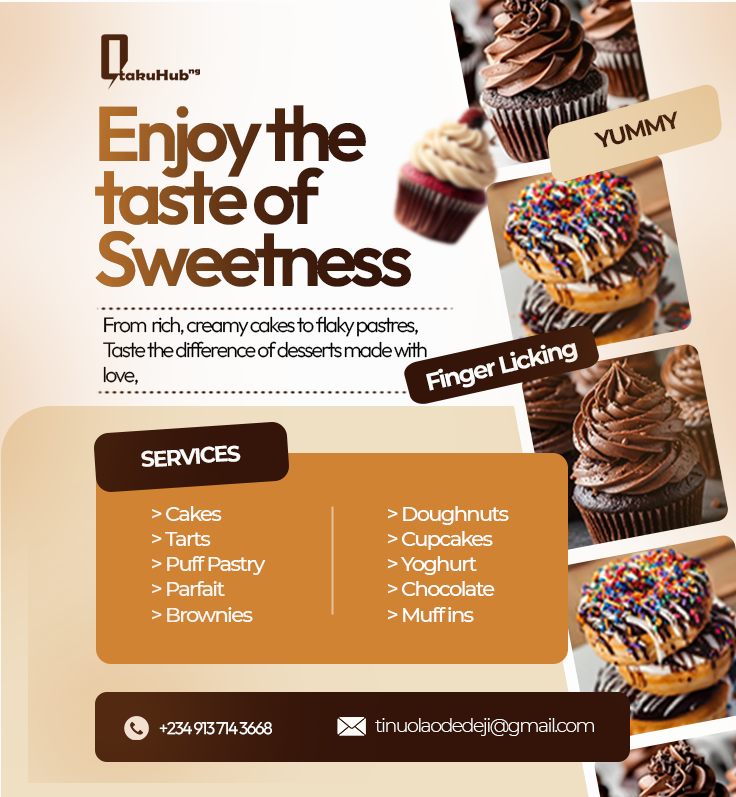 OtakuHub ng
YUMMY
Enjoy the
taste of
Sweetness
From rich, creamy cakes to flaky pastres,
Taste the difference of desserts made with
love,
Finger Licking
SERVICES
> Cakes
> Tarts
> Puff Pastry
> Parfait
> Brownies
> Doughnuts
> Cupcakes
> Yoghurt
> Chocolate
> Muffins
+234 913 714 3668
tinuolaodedeji@gmail.com